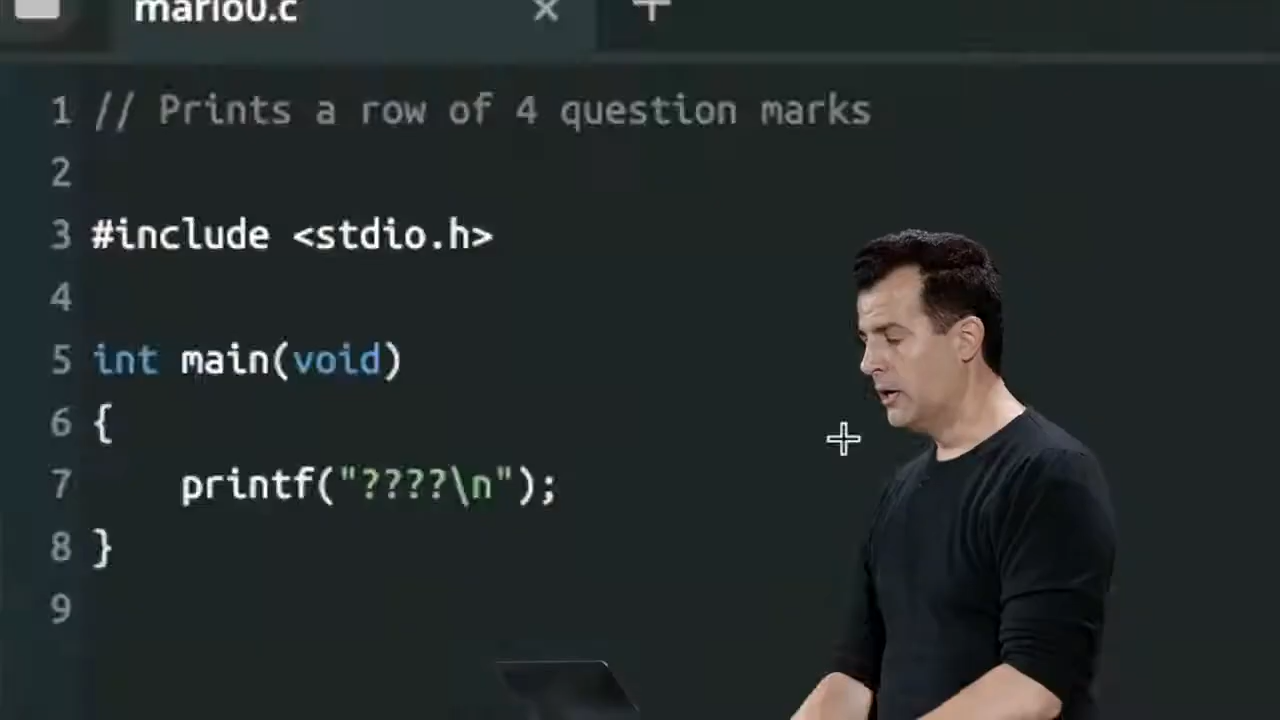 mario0.c × +
1 // Prints a row of 4 question marks
2
3 #include <stdio.h>
4
5 int main(void)
6 {
7     printf("????\n");
8 }
9